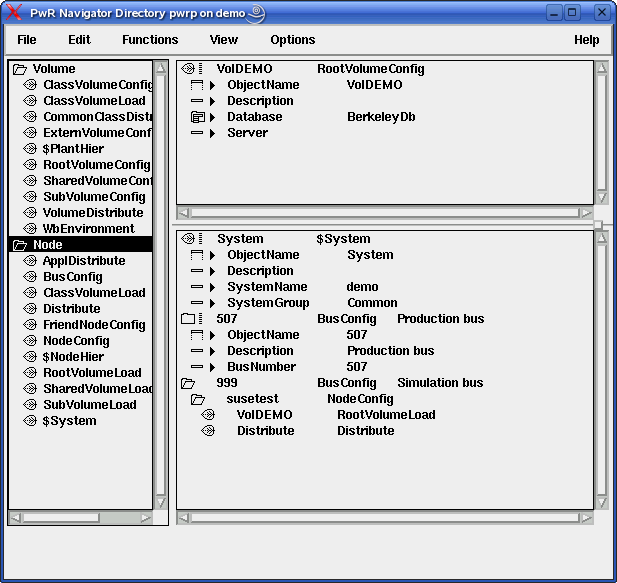 PwR Navigator Directory pwrp on demo
File Edit Functions View Options Help
Volume
ClassVolumeConfig
ClassVolumeLoad
CommonClassDistr
ExternVolumeConf
$PlantHier
RootVolumeConfig
SharedVolumeConf
SubVolumeConfig
VolumeDistribute
WbEnvironment
Node
ApplDistribute
BusConfig
ClassVolumeLoad
Distribute
FriendNodeConfig
NodeConfig
$NodeHier
RootVolumeLoad
SharedVolumeLoad
SubVolumeLoad
$System
VolDEMO RootVolumeConfig
ObjectName VolDEMO
Description
Database BerkeleyDb
Server
System $System
ObjectName System
Description
SystemName demo
SystemGroup Common
507 BusConfig Production bus
ObjectName 507
Description Production bus
BusNumber 507
999 BusConfig Simulation bus
susetest NodeConfig
VolDEMO RootVolumeLoad
Distribute Distribute